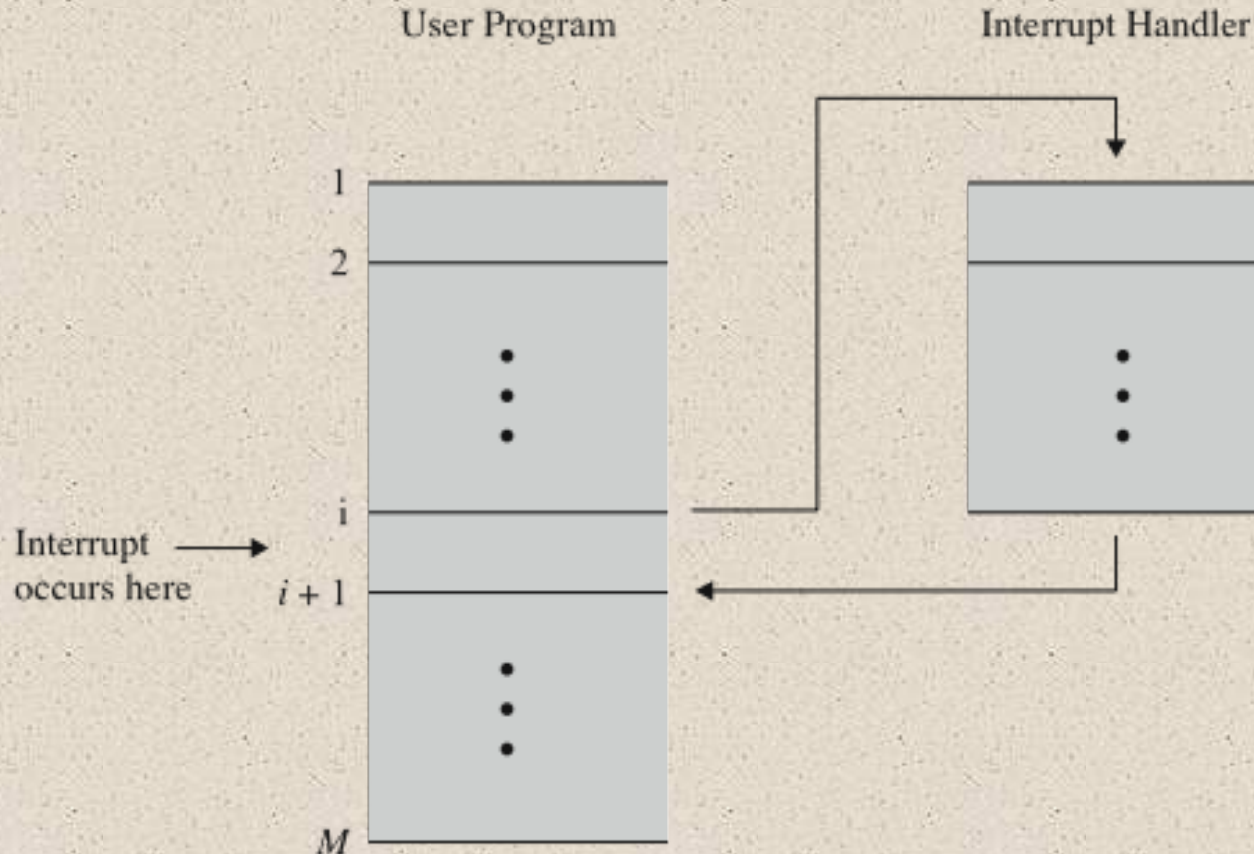 User Program
Interrupt Handler
1
2
i
Interrupt
occurs here
i + 1
M